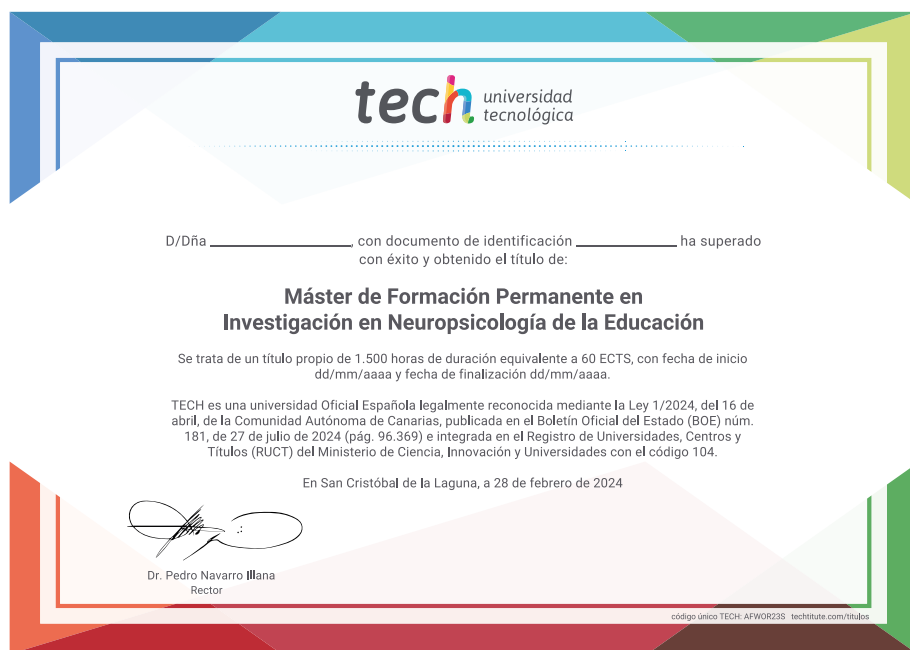 tech universidad
tecnológica
D/Dña ____________________, con documento de identificación ______________ ha superado
con éxito y obtenido el título de:
Máster de Formación Permanente en
Investigación en Neuropsicología de la Educación
Se trata de un título propio de 1.500 horas de duración equivalente a 60 ECTS, con fecha de inicio
dd/mm/aaaa y fecha de finalización dd/mm/aaaa.
TECH es una universidad Oficial Española legalmente reconocida mediante la Ley 1/2024, del 16 de
abril, de la Comunidad Autónoma de Canarias, publicada en el Boletín Oficial del Estado (BOE) núm.
181, de 27 de julio de 2024 (pág. 96.369) e integrada en el Registro de Universidades, Centros y
Títulos (RUCT) del Ministerio de Ciencia, Innovación y Universidades con el código 104.
En San Cristóbal de la Laguna, a 28 de febrero de 2024
Dr. Pedro Navarro Illana
Rector
código único TECH: AFWOR23S techtitute.com/titulos